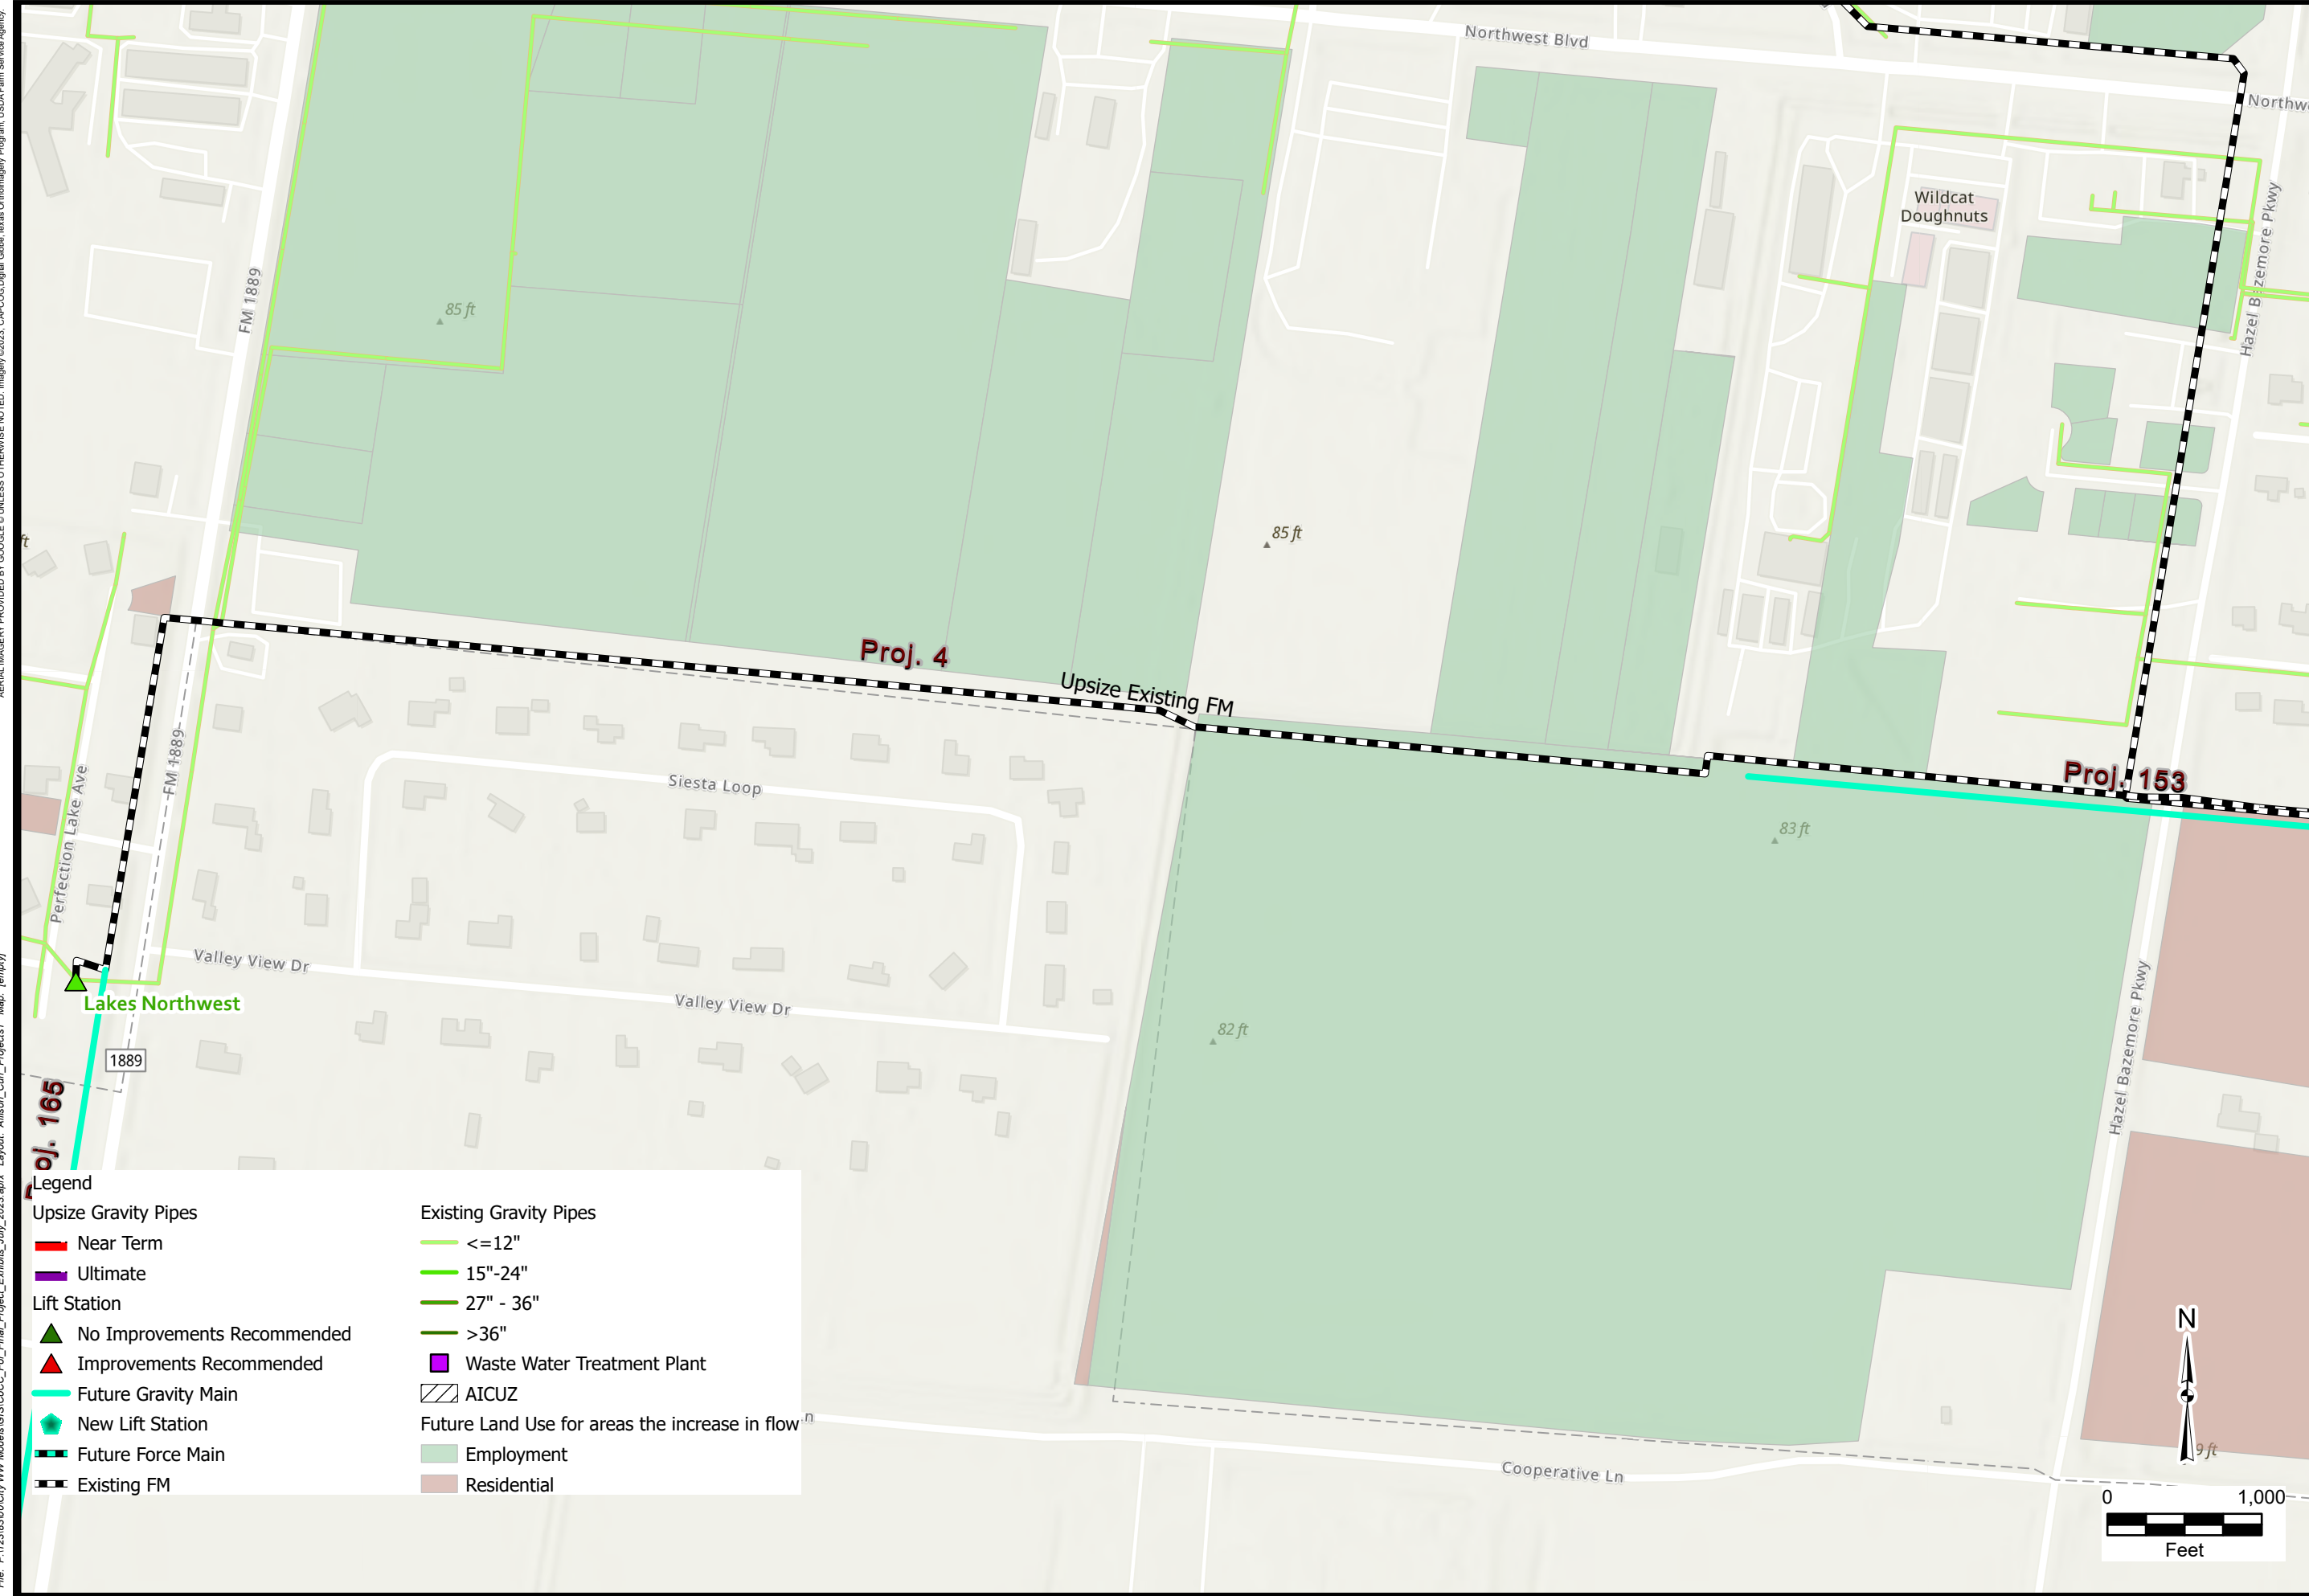 Northwest Blvd
Wildcat
Doughnuts
Hazel Bazemore Pkwy
FM 1889
85 ft
85 ft
ft
Proj. 4
Upsize Existing FM
Proj. 153
FM 1889
Perfection Lake Ave
Siesta Loop
83 ft
Valley View Dr
Valley View Dr
Lakes Northwest
82 ft
1889
Hazel Bazemore Pkwy
165
Legend
Upsize Gravity Pipes
Near Term
Ultimate
Lift Station
No Improvements Recommended
Improvements Recommended
Future Gravity Main
New Lift Station
Future Force Main
Existing FM
Existing Gravity Pipes
<=12"
15"-24"
27" - 36"
>36"
Waste Water Treatment Plant
AICUZ
Future Land Use for areas the increase in flow
Employment
Residential
Cooperative Ln
N
9 ft
0 1,000
Feet